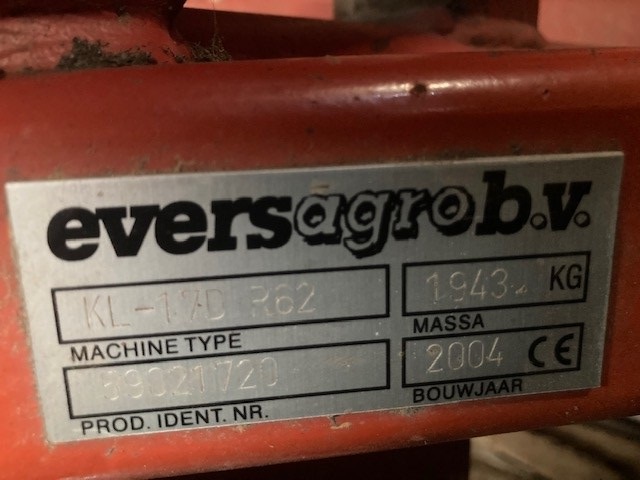 eversagro b.v.
KL-17D R62 1943 KG
MACHINE TYPE MASSA
2004 CE
PROD. IDENT. NR. BOUWJAAR